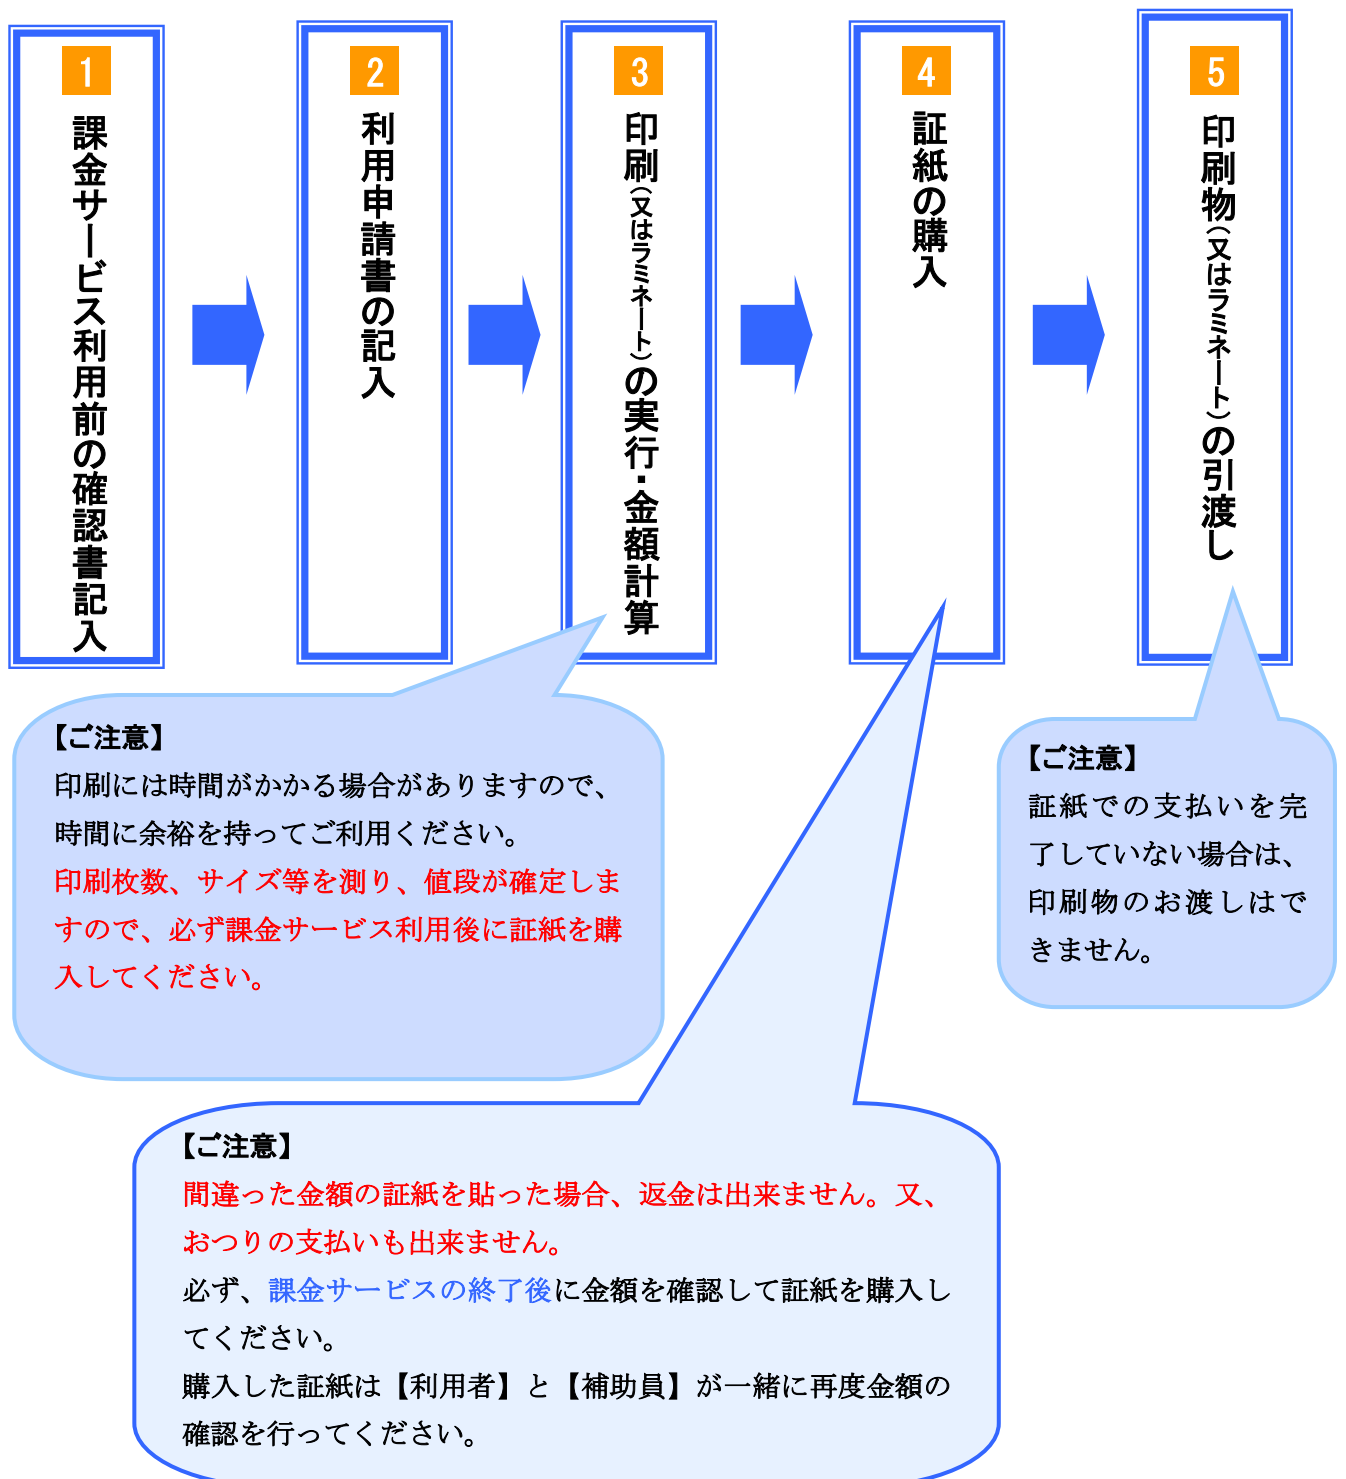 1
課金サービス利用前の確認書記入
2
利用申請書の記入
3
印刷(又はラミネート)の実行・金額計算
4
証紙の購入
5
印刷物(又はラミネート)の引渡し
【ご注意】
印刷には時間がかかる場合がありますので、
時間に余裕を持ってご利用ください。
印刷枚数、サイズ等を測り、値段が確定しま
すので、必ず課金サービス利用後に証紙を購
入してください。
【ご注意】
間違った金額の証紙を貼った場合、返金は出来ません。又、
おつりの支払いも出来ません。
必ず、課金サービスの終了後に金額を確認して証紙を購入し
てください。
購入した証紙は【利用者】と【補助員】が一緒に再度金額の
確認を行ってください。
【ご注意】
証紙での支払いを完
了していない場合は、
印刷物のお渡しはで
きません。